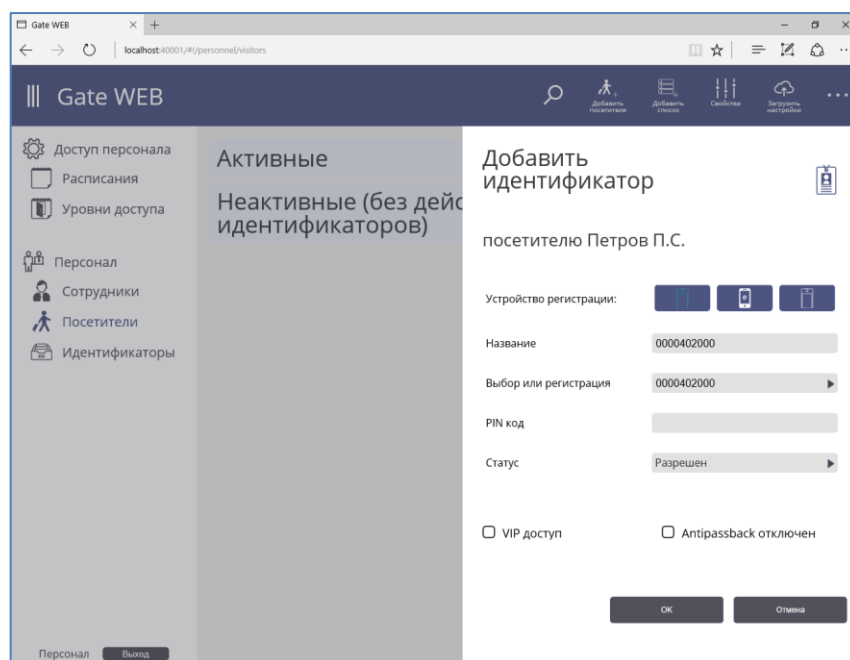 Gate WEB
localhost:40001/#!/personnel/visitors
Gate WEB
Добавить
посетителя
Добавить
список
Свойства
Загрузить
настройки
Доступ персонала
Расписания
Уровни доступа
Персонал
Сотрудники
Посетители
Идентификаторы
Активные
Неактивные (без дейс
идентификаторов)
Добавить
идентификатор
посетителю Петров П.С.
Устройство регистрации:
Название
0000402000
Выбор или регистрация
0000402000
PIN код
Статус
Разрешен
VIP доступ
Antipassback отключен
OK
Отмена
Персонал
Выход